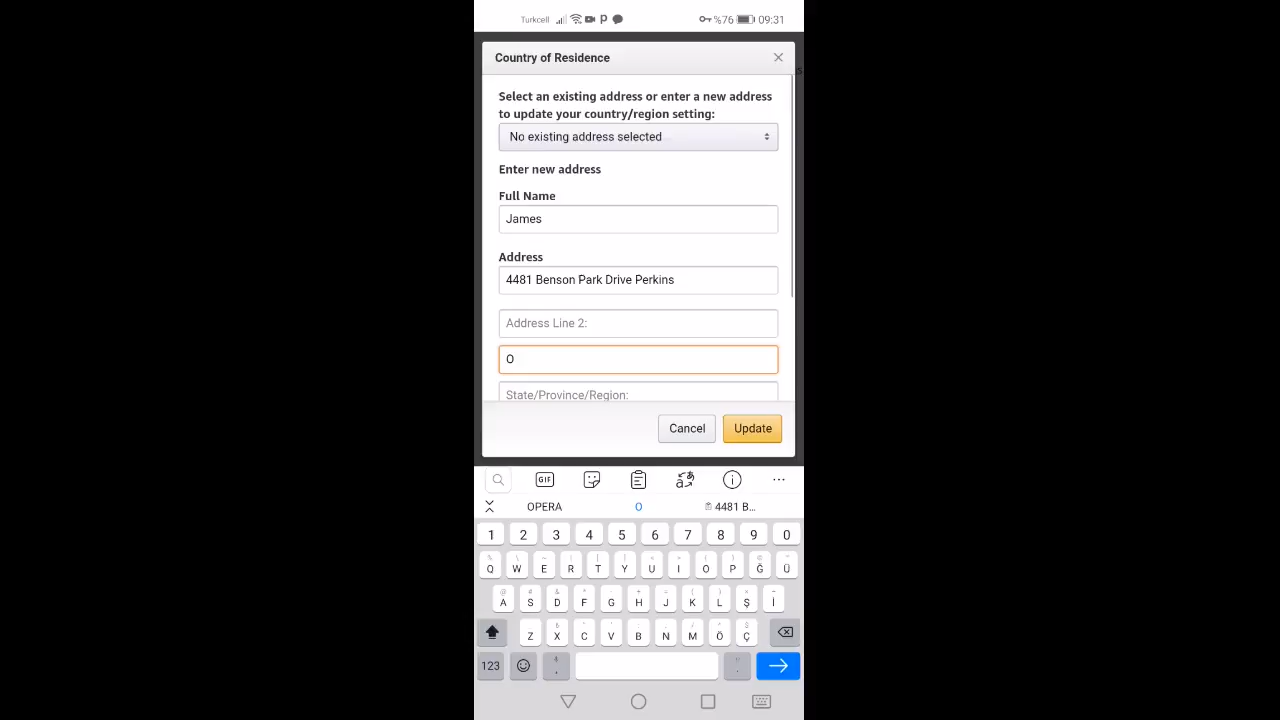 Turkcell P %76 09:31
Country of Residence
Select an existing address or enter a new address
to update your country/region setting:
No existing address selected
Enter new address
Full Name
James
Address
4481 Benson Park Drive Perkins
Address Line 2:
O
State/Province/Region:
Cancel Update
GIF
OPERA O 4481 B...
1 2 3 4 5 6 7 8 9 0
Q W E R T Y U I O P Ğ Ü
A S D F G H J K L Ş İ
Z X C V B N M Ö Ç
123 , .